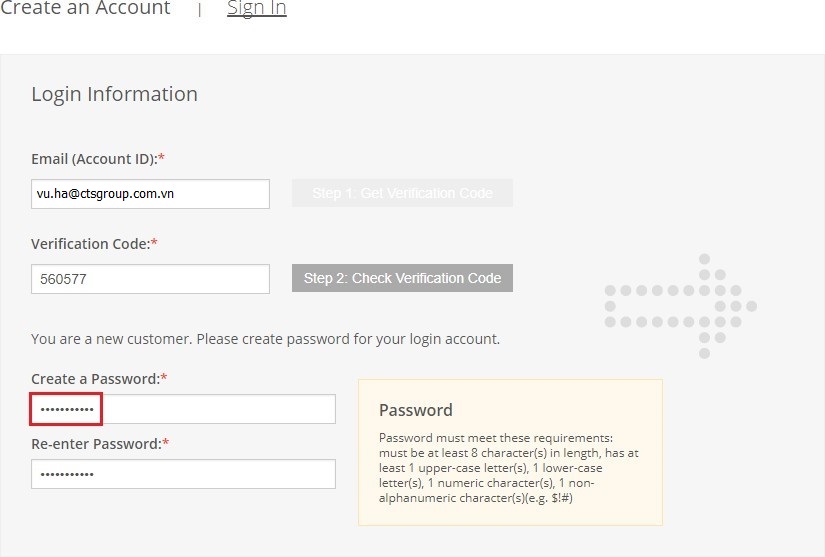 Create an Account | Sign In
Login Information
Email (Account ID):*
vu.ha@ctsgroup.com.vn Step 1: Get Verification Code
Verification Code:*
560577 Step 2: Check Verification Code
You are a new customer. Please create password for your login account.
Create a Password:*
•••••••••••
Re-enter Password:*
•••••••••••
Password
Password must meet these requirements:
must be at least 8 character(s) in length, has at
least 1 upper-case letter(s), 1 lower-case
letter(s), 1 numeric character(s), 1 non-
alphanumeric character(s)(e.g. $!#)